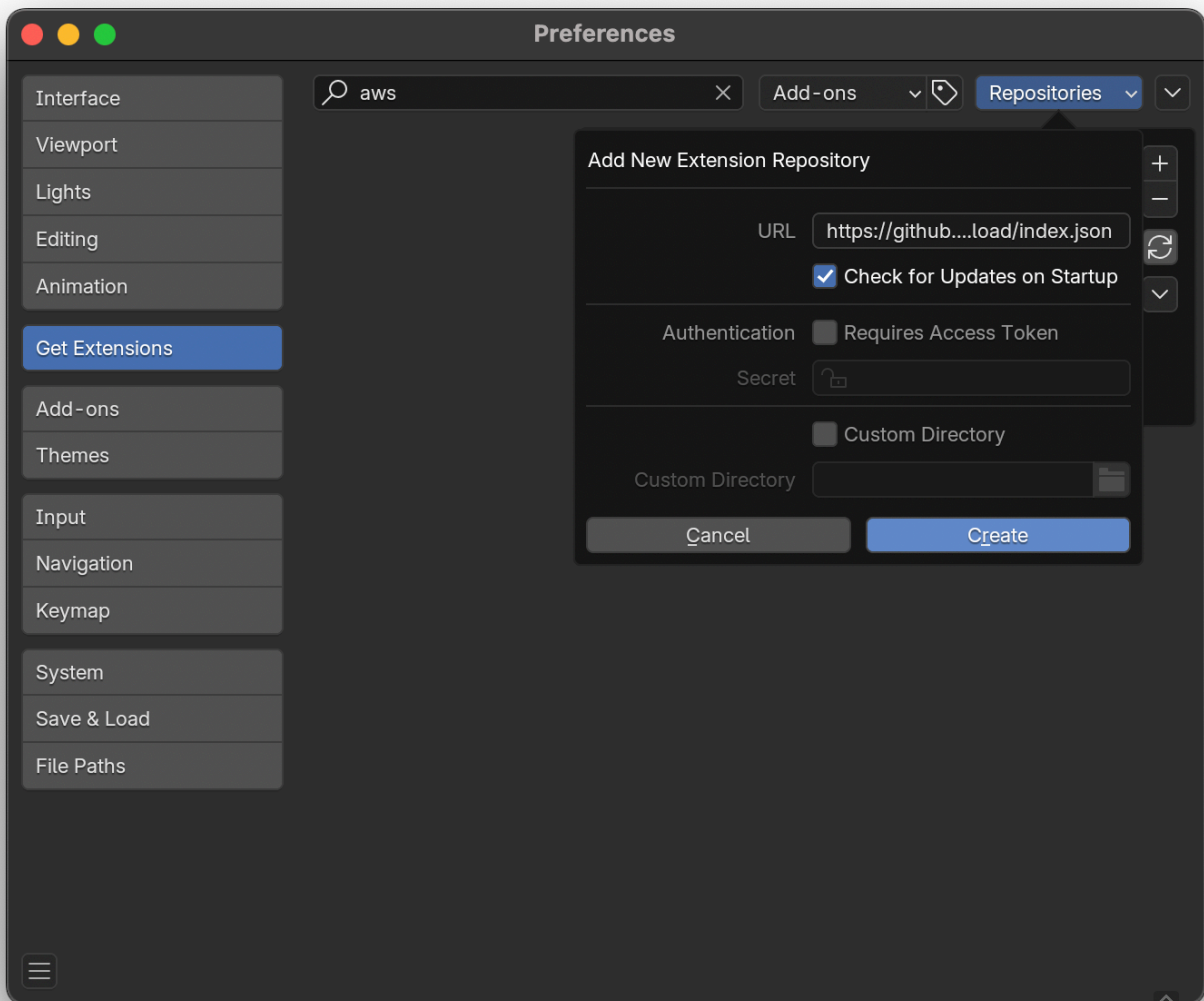 Preferences
Interface
Viewport
Lights
Editing
Animation
Get Extensions
Add-ons
Themes
Input
Navigation
Keymap
System
Save & Load
File Paths
aws
Add-ons
Repositories
Add New Extension Repository
URL
https://github....load/index.json
Check for Updates on Startup
Authentication
Requires Access Token
Secret
Custom Directory
Custom Directory
Cancel
Create